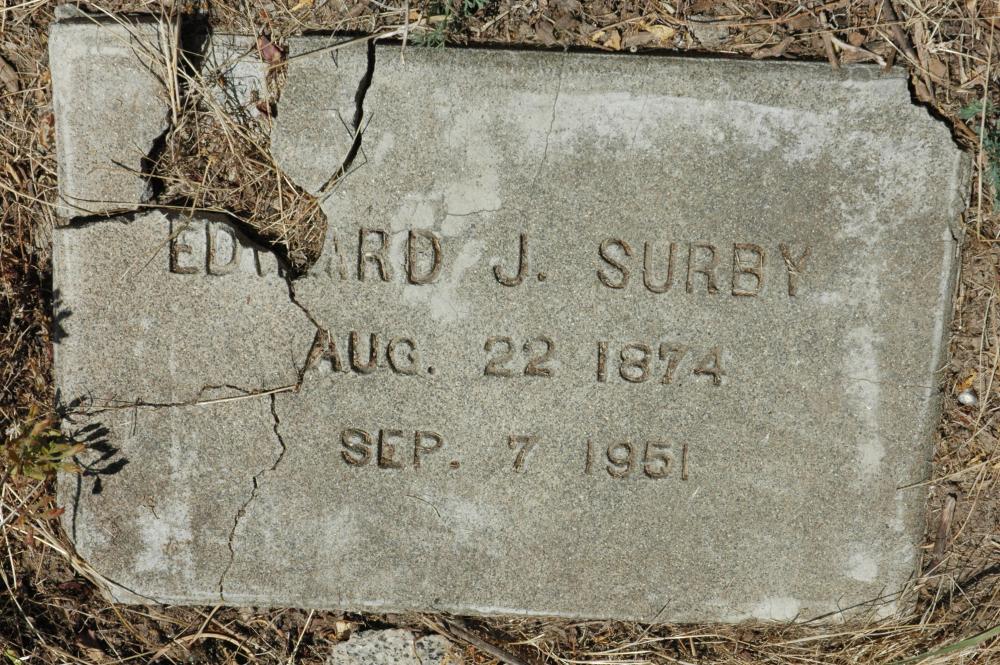 EDWARD J. SURBY
AUG. 22 1874
SEP. 7 1951